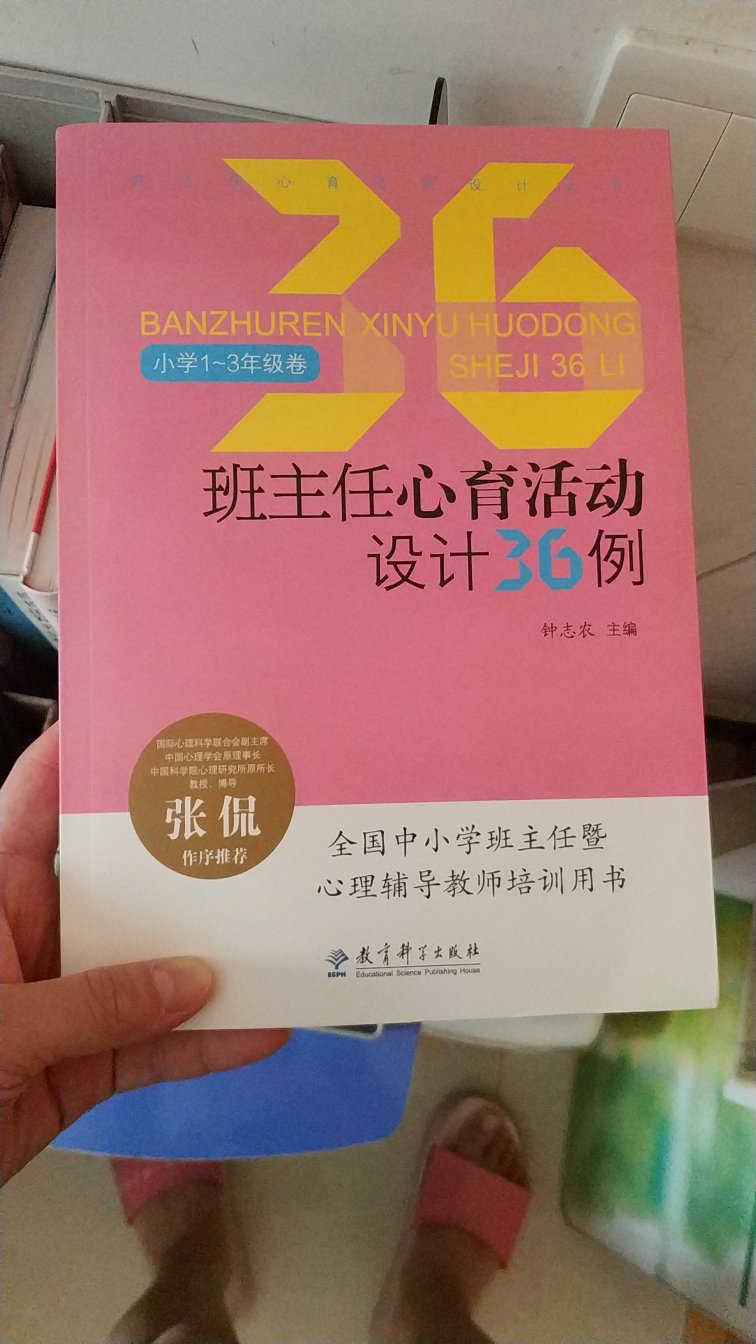 36
BANZHUREN XINYU HUODONG
小学1~3年级卷
SHEJI 36 LI
班主任心育活动
设计36例
钟志农 主编
国际心理科学联合会副主席
中国心理学会原理事长
中国科学院心理研究所原所长
教授、博导
张侃
作序推荐
全国中小学班主任暨
心理辅导教师培训用书
ESPH
教育科学出版社
Educational Science Publishing House